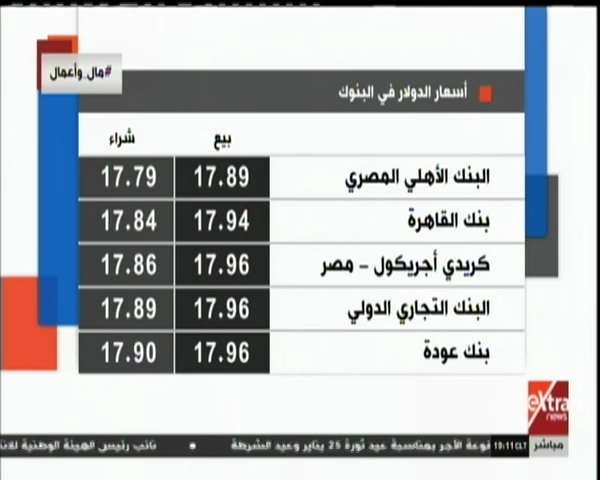 #مال_وأعمال
أسعار الدولار في البنوك
بيع شراء
البنك الأهلي المصري 17.89 17.79
بنك القاهرة 17.94 17.84
كريدي أجريكول - مصر 17.96 17.86
البنك التجاري الدولي 17.96 17.89
بنك عودة 17.96 17.90
eXtra
news
مباشر
19:11CLT
الأجر بمناسبة عيد ثورة 25 يناير وعيد الشرطة
نائب رئيس الهيئة الوطنية